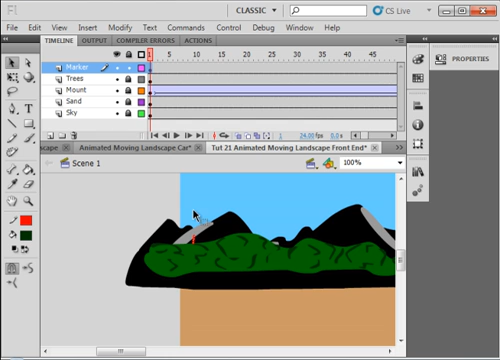 Fl
CLASSIC
CS Live
File Edit View Insert Modify Text Commands Control Debug Window Help
TIMELINE OUTPUT COMPILER ERRORS ACTIONS
1 5 10 15 20 25 30 35 40 45
Marker
Trees
Mount
Sand
Sky
1 24.00 fps 0.0 s
scape × Animated Moving Landscape Car* × Tut 21 Animated Moving Landscape Front End* ×
Scene 1 100%
PROPERTIES